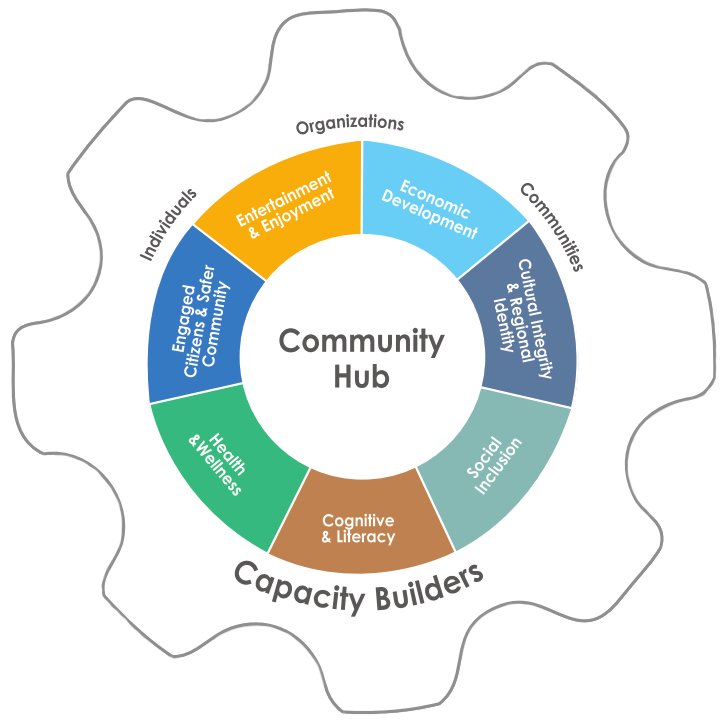 Organizations
Individuals
Communities
Entertainment
& Enjoyment
Economic
Development
Engaged
Citizens & Safer
Community
Cultural Integrity
& Regional
Identity
Community
Hub
Health
&Wellness
Social
Inclusion
Cognitive
& Literacy
Capacity Builders